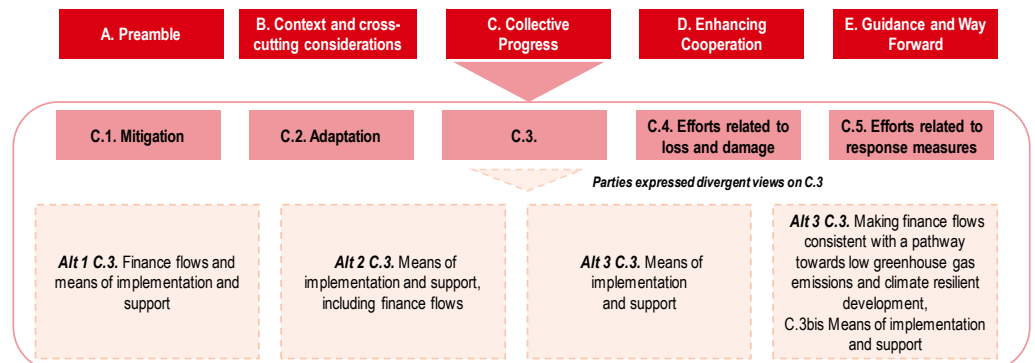 A. Preamble
B. Context and cross-
cutting considerations
C. Collective
Progress
D. Enhancing
Cooperation
E. Guidance and Way
Forward
C.1. Mitigation
C.2. Adaptation
C.3.
C.4. Efforts related to
loss and damage
C.5. Efforts related to
response measures
Parties expressed divergent views on C.3
Alt 1 C.3. Finance flows and
means of implementation and
support
Alt 2 C.3. Means of
implementation and support,
including finance flows
Alt 3 C.3. Means of
implementation
and support
Alt 3 C.3. Making finance flows
consistent with a pathway
towards low greenhouse gas
emissions and climate resilient
development,
C.3bis Means of implementation
and support